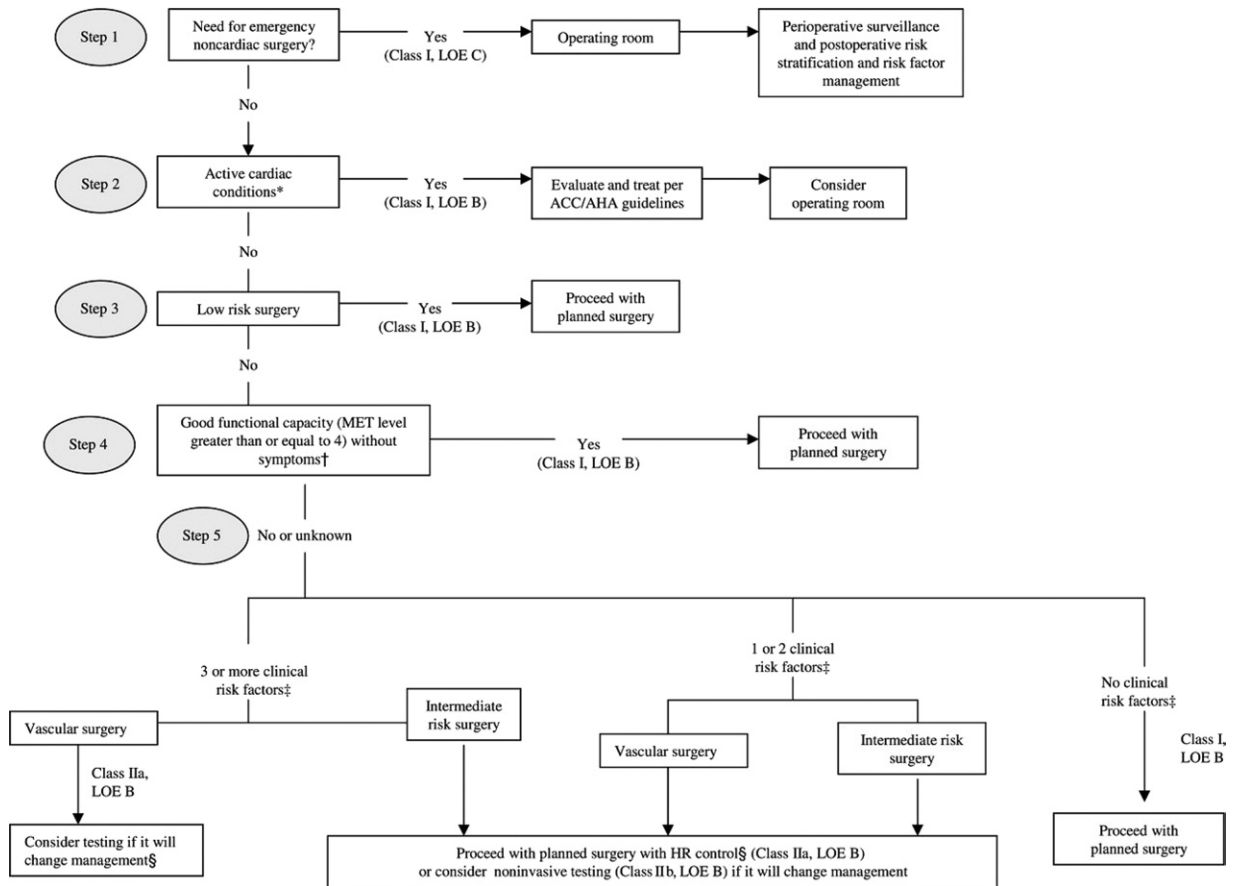 Step 1
Need for emergency
noncardiac surgery?
Yes
(Class I, LOE C)
Operating room
Perioperative surveillance
and postoperative risk
stratification and risk factor
management
No
Step 2
Active cardiac
conditions*
Yes
(Class I, LOE B)
Evaluate and treat per
ACC/AHA guidelines
Consider
operating room
No
Step 3
Low risk surgery
Yes
(Class I, LOE B)
Proceed with
planned surgery
No
Step 4
Good functional capacity (MET level
greater than or equal to 4) without
symptoms†
Yes
(Class I, LOE B)
Proceed with
planned surgery
Step 5
No or unknown
3 or more clinical
risk factors‡
1 or 2 clinical
risk factors‡
No clinical
risk factors‡
Vascular surgery
Intermediate
risk surgery
Vascular surgery
Intermediate risk
surgery
Class I,
LOE B
Class IIa,
LOE B
Consider testing if it will
change management§
Proceed with planned surgery with HR control§ (Class IIa, LOE B)
or consider noninvasive testing (Class IIb, LOE B) if it will change management
Proceed with
planned surgery